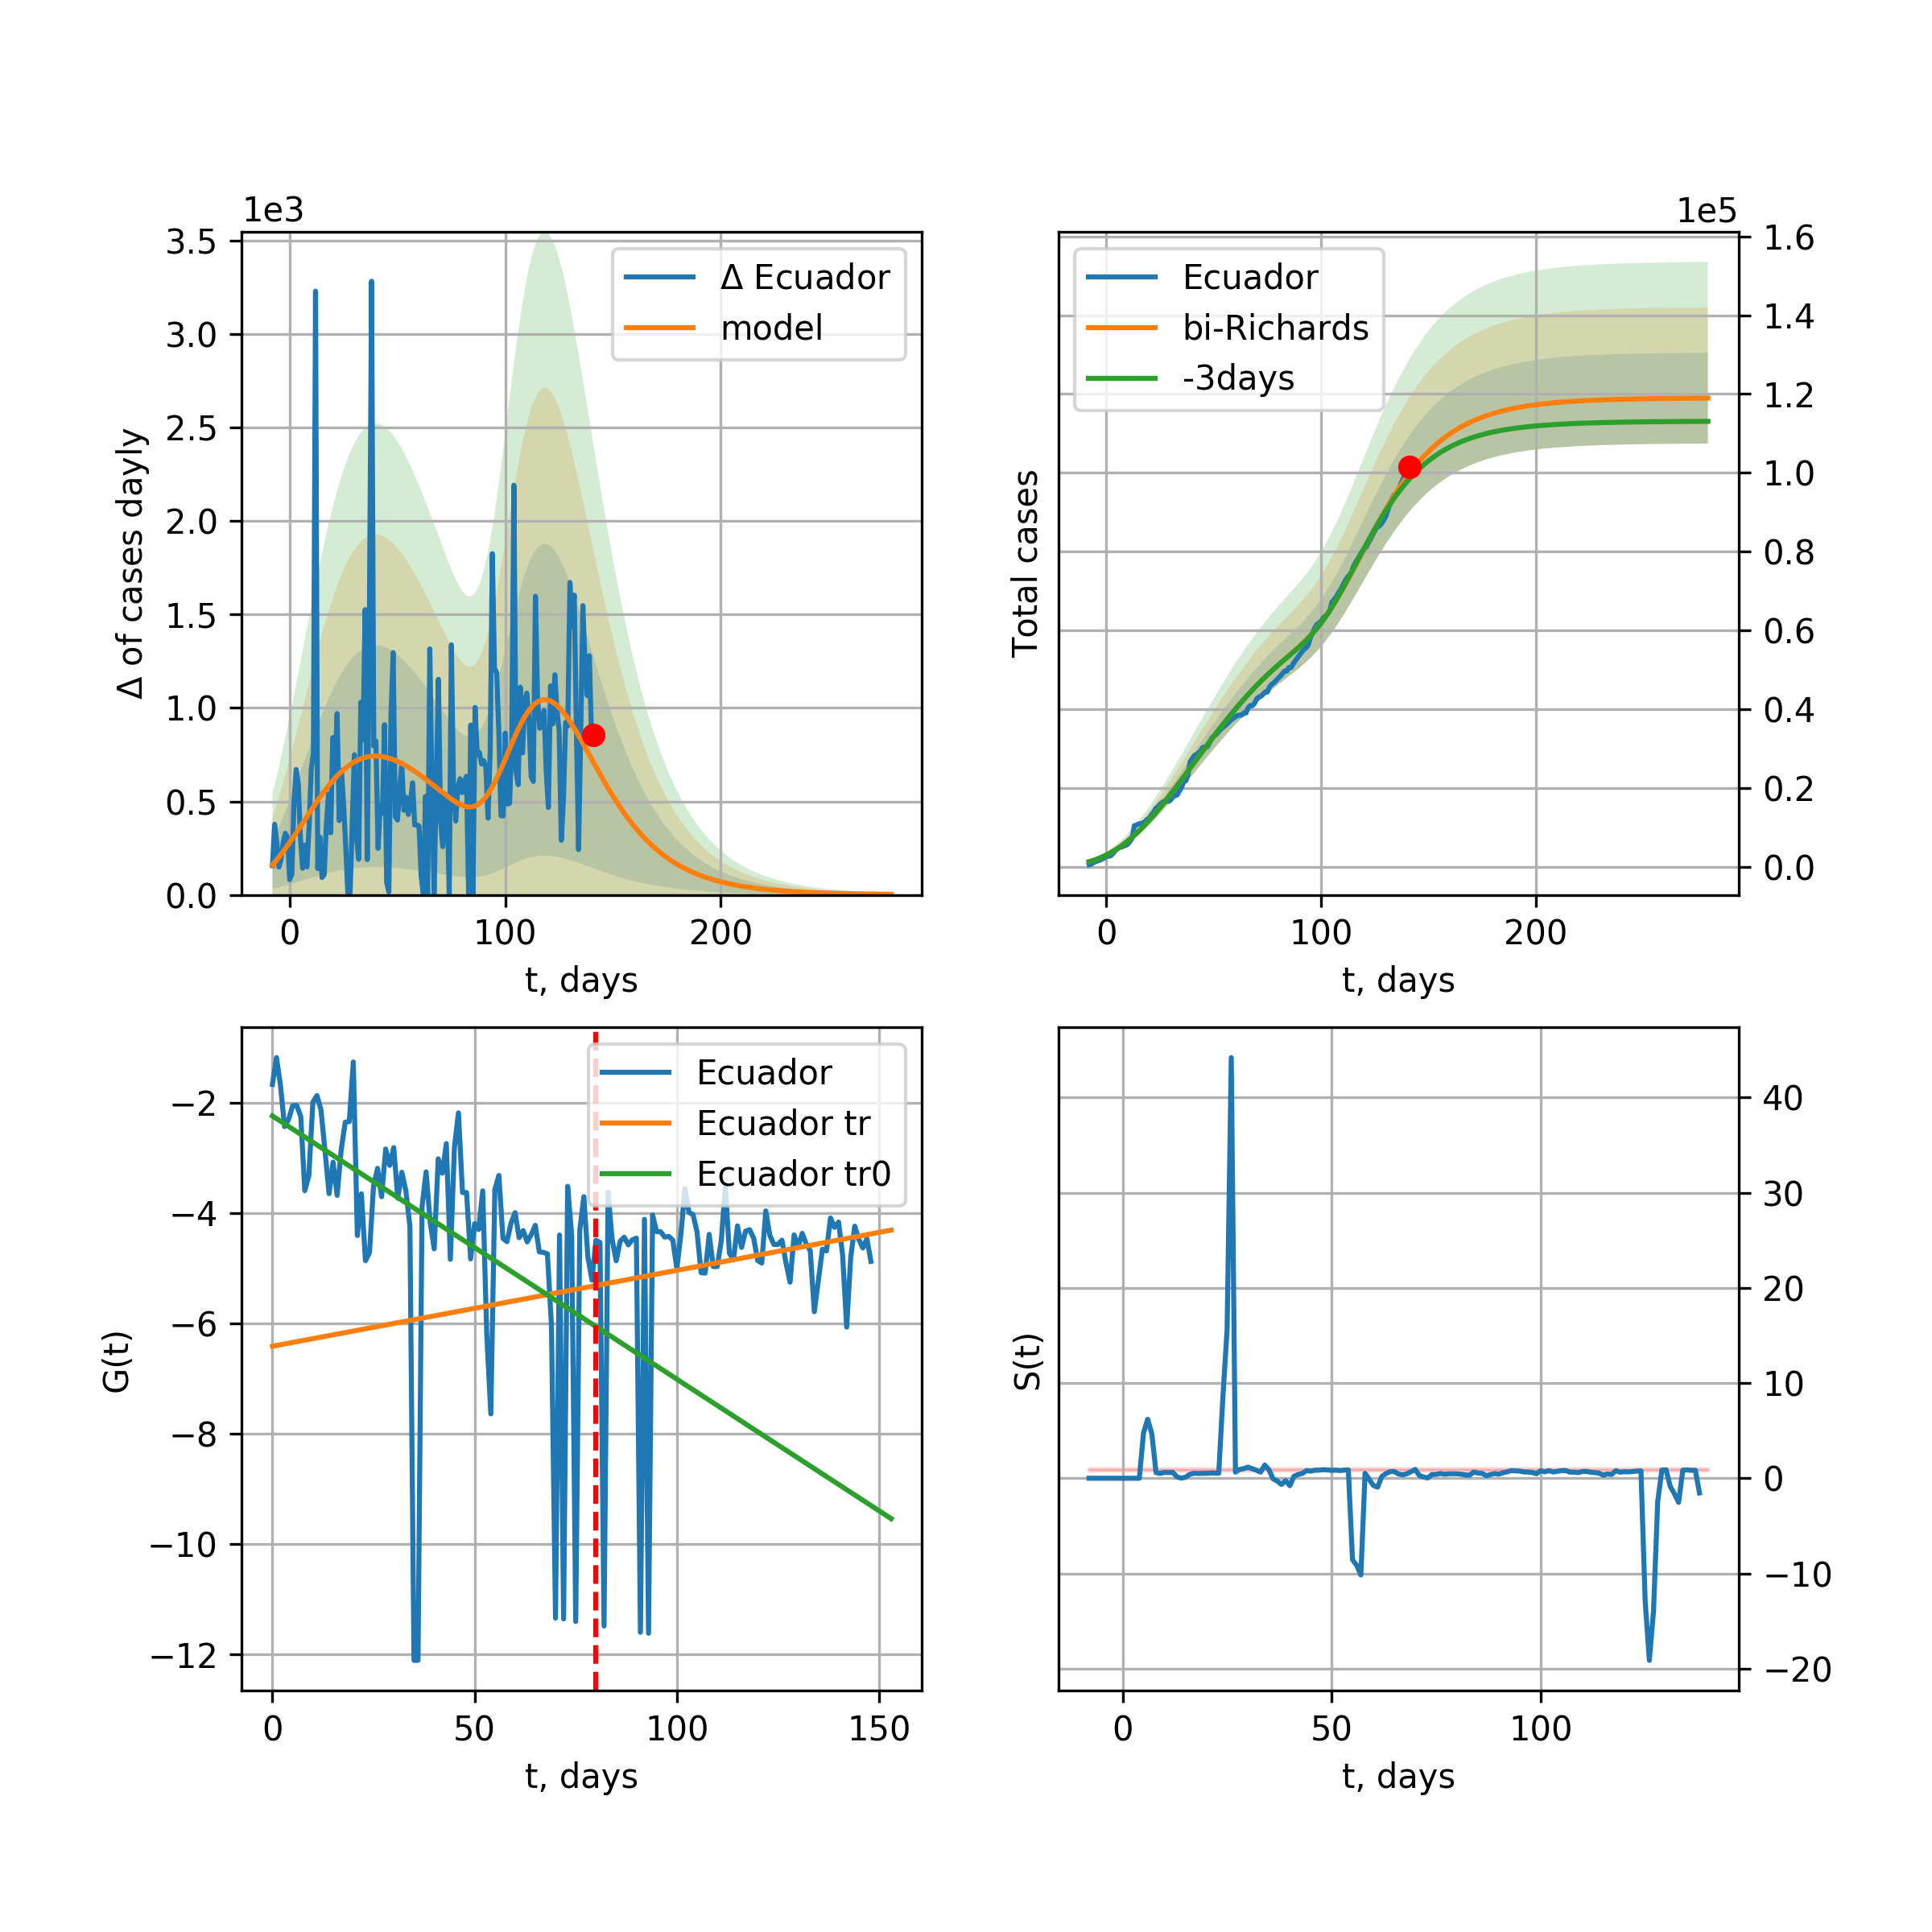 1e3
3.5
3.0
2.5
2.0
1.5
1.0
0.5
0.0
Δ of cases dayly
Δ Ecuador
model
0 100 200
t, days
1e5
1.6
1.4
1.2
1.0
0.8
0.6
0.4
0.2
0.0
Total cases
Ecuador
bi-Richards
-3days
0 100 200
t, days
−2
−4
−6
−8
−10
−12
G(t)
Ecuador
Ecuador tr
Ecuador tr0
0 50 100 150
t, days
40
30
20
10
0
−10
−20
S(t)
0 50 100
t, days